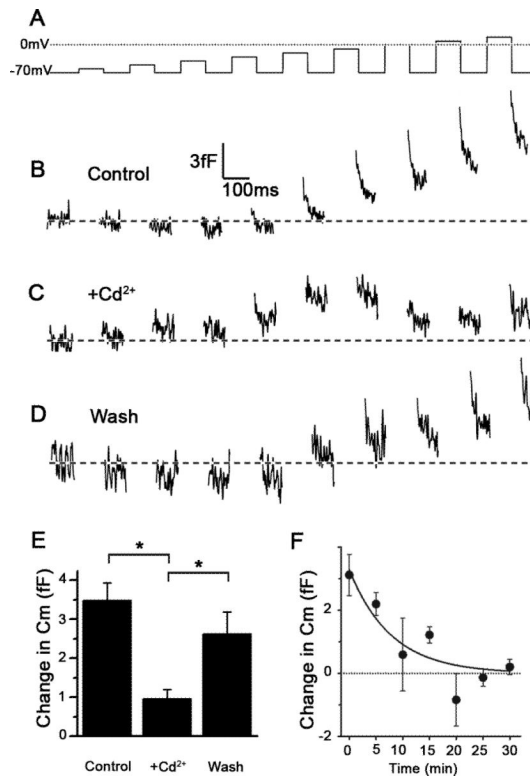 A
0mV
-70mV
B
Control
3fF
100ms
C
+Cd²⁺
D
Wash
E
Change in Cm (fF)
4
3
2
1
0
*
*
Control
+Cd²⁺
Wash
F
Change in Cm (fF)
2
0
-2
0 5 10 15 20 25 30
Time (min)